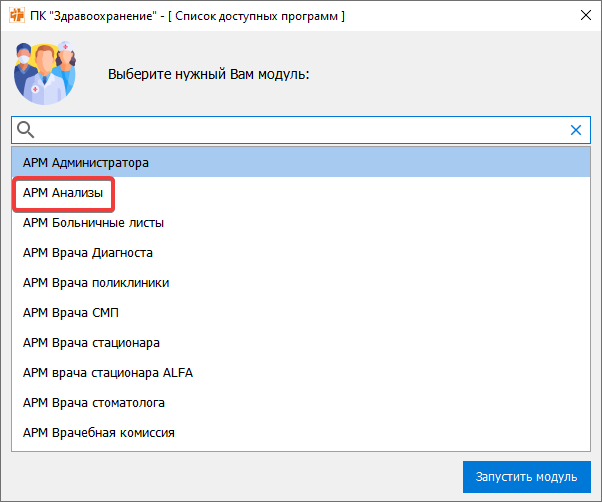 ПК "Здравоохранение" - [ Список доступных программ ]
Выберите нужный Вам модуль:
АРМ Администратора
АРМ Анализы
АРМ Больничные листы
АРМ Врача Диагноста
АРМ Врача поликлиники
АРМ Врача СМП
АРМ Врача стационара
АРМ врача стационара ALFA
АРМ Врача стоматолога
АРМ Врачебная комиссия
Запустить модуль